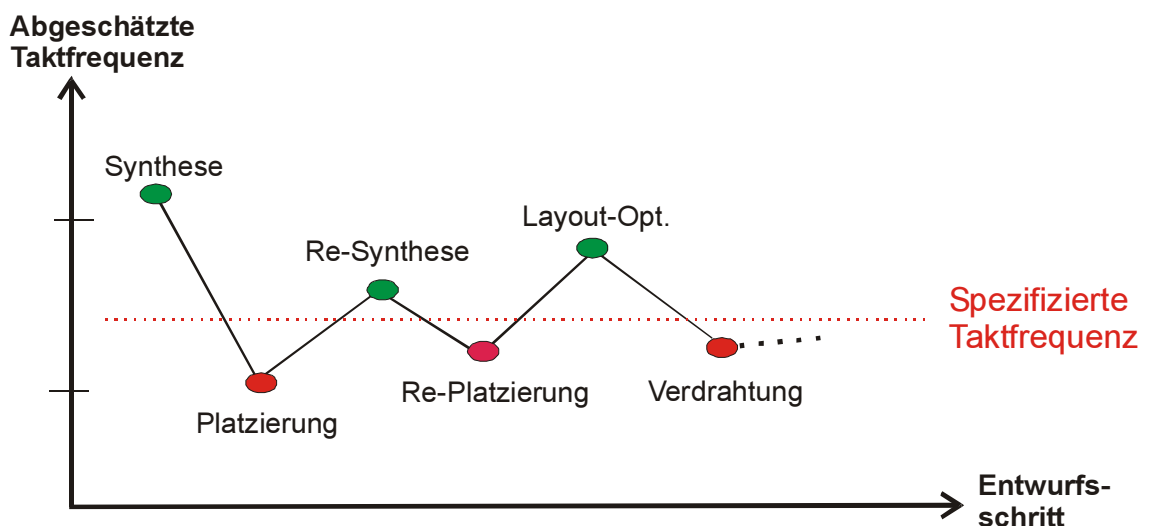 Abgeschätzte
Taktfrequenz
Synthese
Layout-Opt.
Re-Synthese
Spezifizierte
Taktfrequenz
Re-Platzierung
Verdrahtung
Platzierung
Entwurfs-
schritt